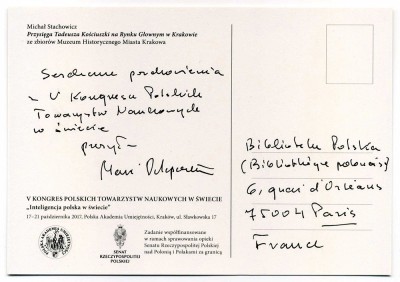 Michał Stachowicz
Przysięga Tadeusza Kościuszki na Rynku Głównym w Krakowie
ze zbiorów Muzeum Historycznego Miasta Krakowa
Serdeczne pozdrowienia
z V Kongresu Polskich
Towarzystw Naukowych
w świecie
przesyła
V KONGRES POLSKICH TOWARZYSTW NAUKOWYCH W ŚWIECIE
„Inteligencja polska w świecie”
17–21 października 2017, Polska Akademia Umiejętności, Kraków, ul. Sławkowska 17
SENAT
RZECZYPOSPOLITEJ
POLSKIEJ
Zadanie współfinansowane
w ramach sprawowania opieki
Senatu Rzeczypospolitej Polskiej
nad Polonią i Polakami za granicą
Biblioteka Polska
(Bibliothèque polonais)
6, quai d'Orléans
75004 Paris
France